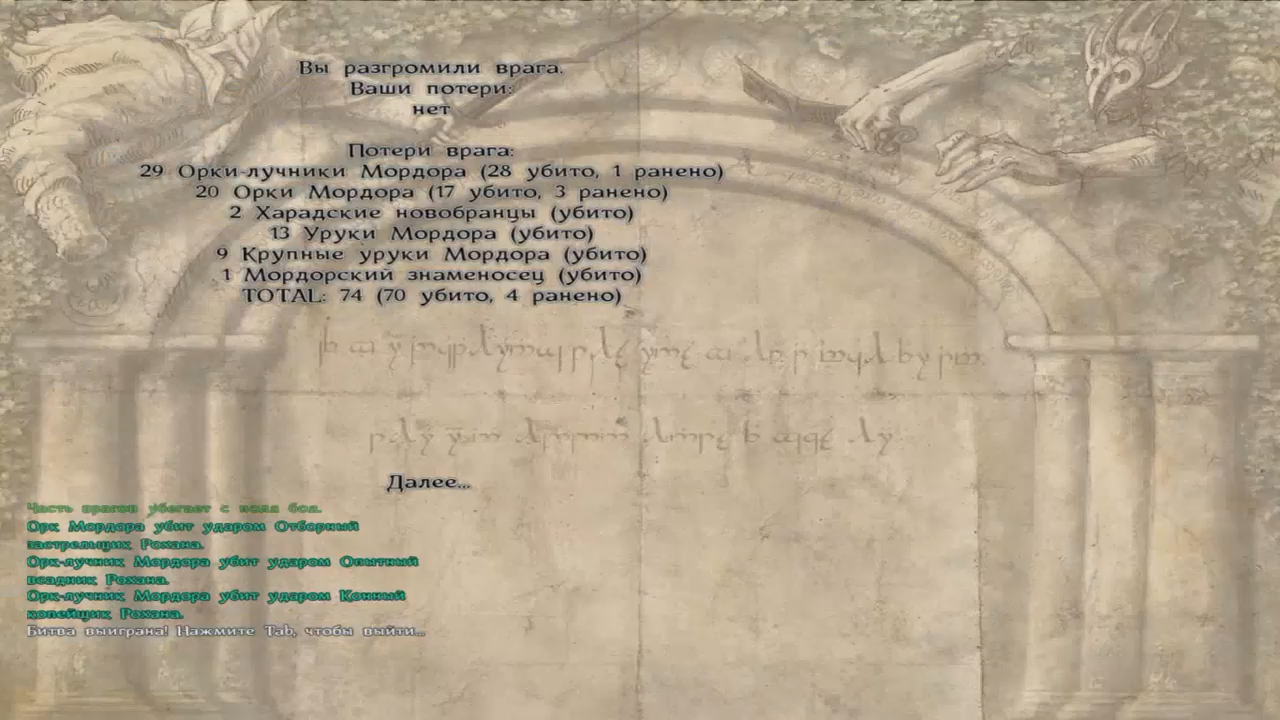 Вы разгромили врага.
Ваши потери:
нет
Потери врага:
29 Орки-лучники Мордора (28 убито, 1 ранено)
20 Орки Мордора (17 убито, 3 ранено)
2 Харадские новобранцы (убито)
13 Уруки Мордора (убито)
9 Крупные уруки Мордора (убито)
1 Мордорский знаменосец (убито)
TOTAL: 74 (70 убито, 4 ранено)
Далее...
Часть врагов убегает с поля боя.
Орк Мордора убит ударом Отборный
застрельщик Рохана.
Орк-лучник Мордора убит ударом Опытный
всадник Рохана.
Орк-лучник Мордора убит ударом Конный
копейщик Рохана.
Битва выиграна! Нажмите Tab, чтобы выйти...